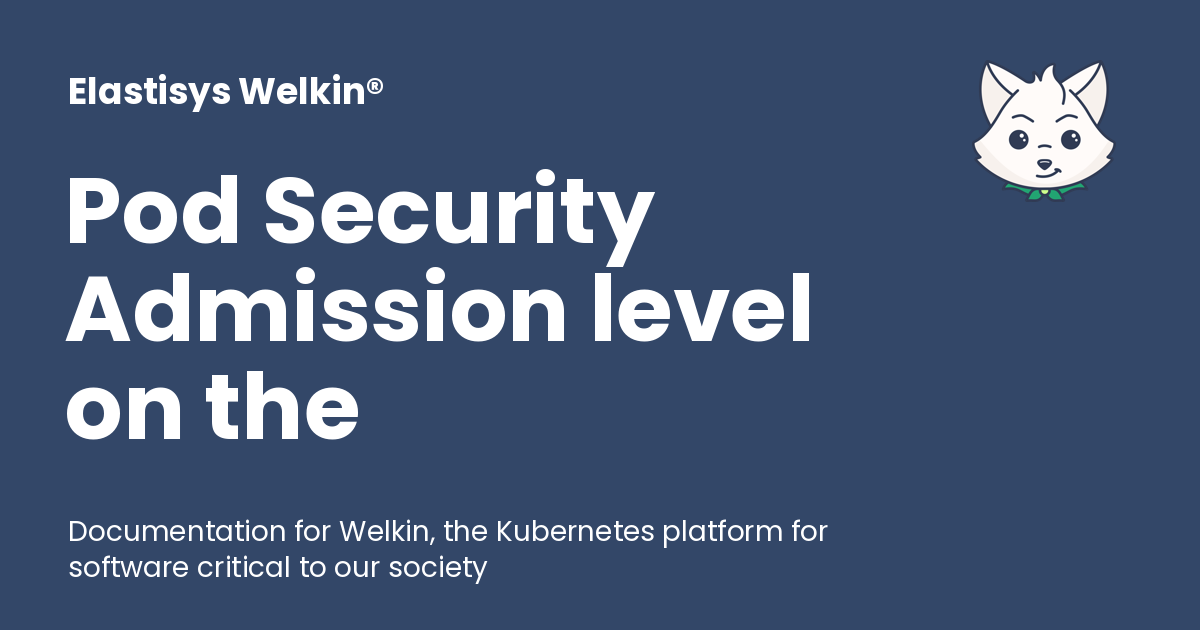 Elastisys Welkin®
Pod Security
Admission level
on the
Documentation for Welkin, the Kubernetes platform for
software critical to our society